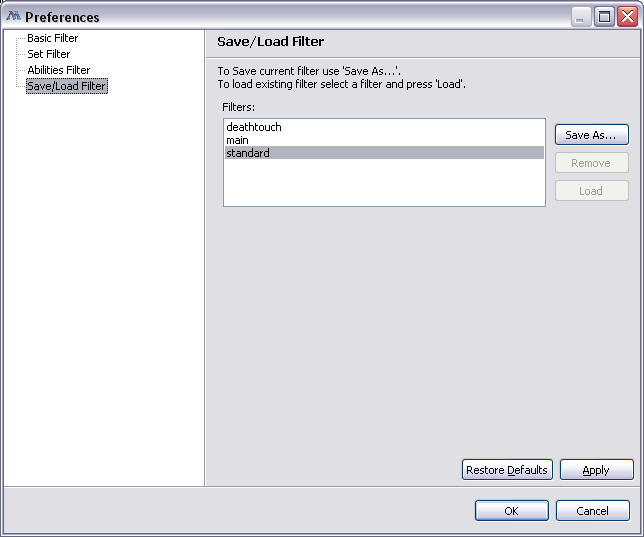 Preferences
Basic Filter
Set Filter
Abilities Filter
Save/Load Filter
Save/Load Filter
To Save current filter use 'Save As...'.
To load existing filter select a filter and press 'Load'.
Filters:
deathtouch
main
standard
Save As...
Remove
Load
Restore Defaults
Apply
OK
Cancel